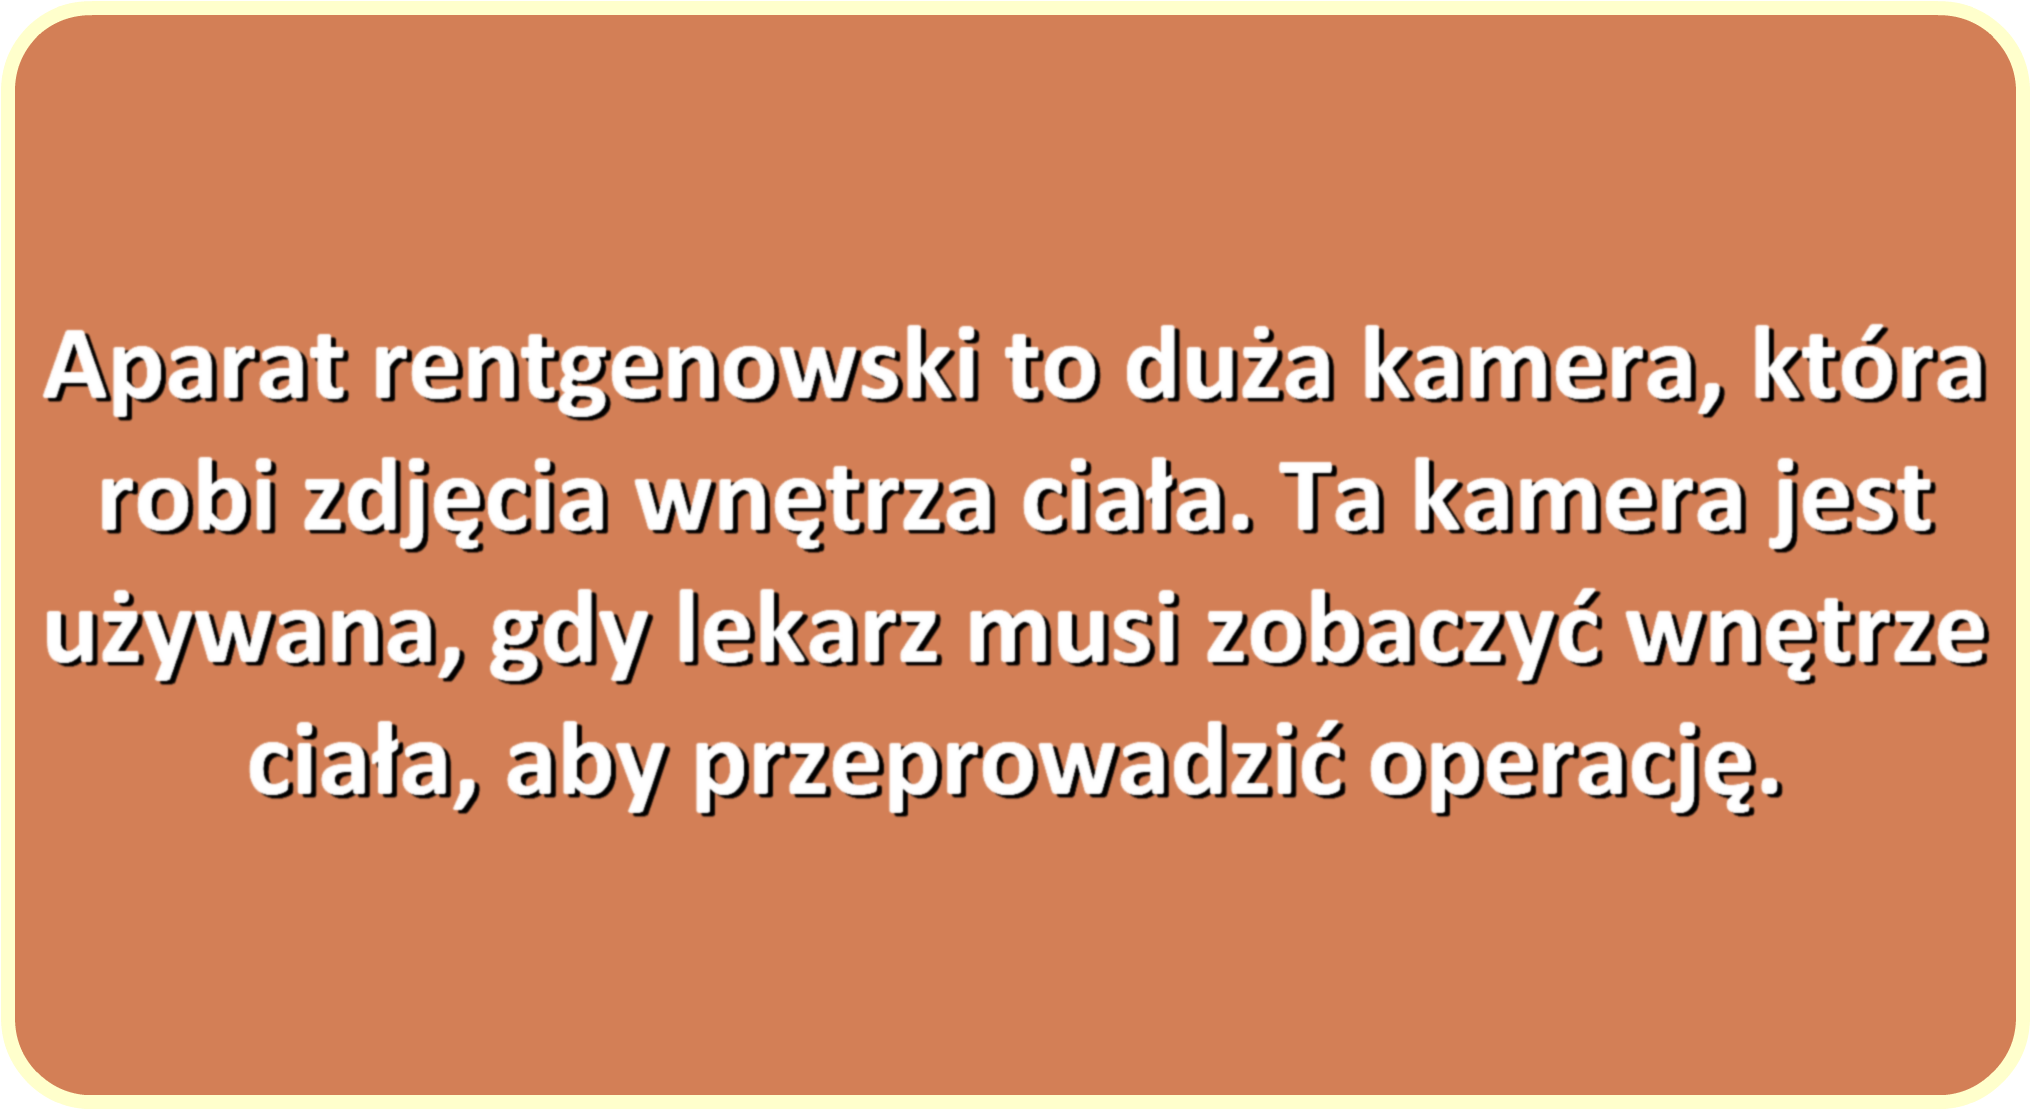 Aparat rentgenowski to duża kamera, która
robi zdjęcia wnętrza ciała. Ta kamera jest
używana, gdy lekarz musi zobaczyć wnętrze
ciała, aby przeprowadzić operację.